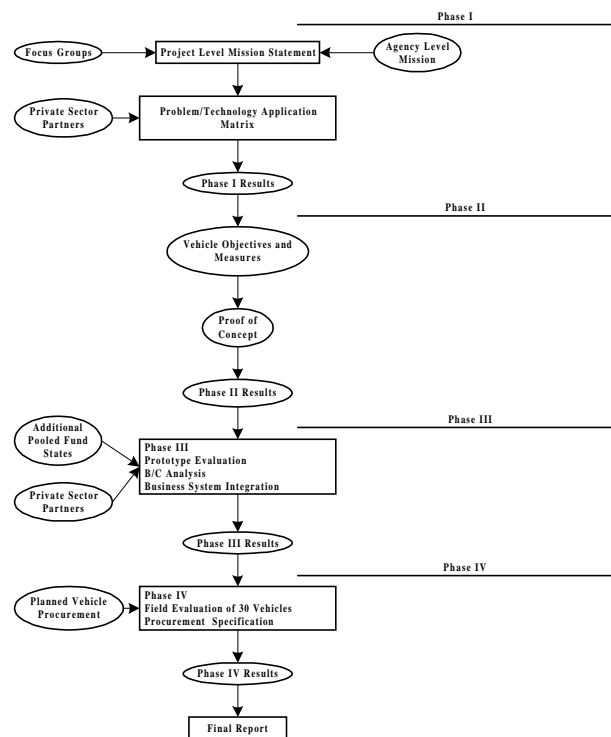 Phase I
Focus Groups
Project Level Mission Statement
Agency Level
Mission
Private Sector
Partners
Problem/Technology Application
Matrix
Phase I Results
Phase II
Vehicle Objectives and
Measures
Proof of
Concept
Phase II Results
Phase III
Additional
Pooled Fund
States
Phase III
Prototype Evaluation
B/C Analysis
Business System Integration
Private Sector
Partners
Phase III Results
Phase IV
Planned Vehicle
Procurement
Phase IV
Field Evaluation of 30 Vehicles
Procurement Specification
Phase IV Results
Final Report